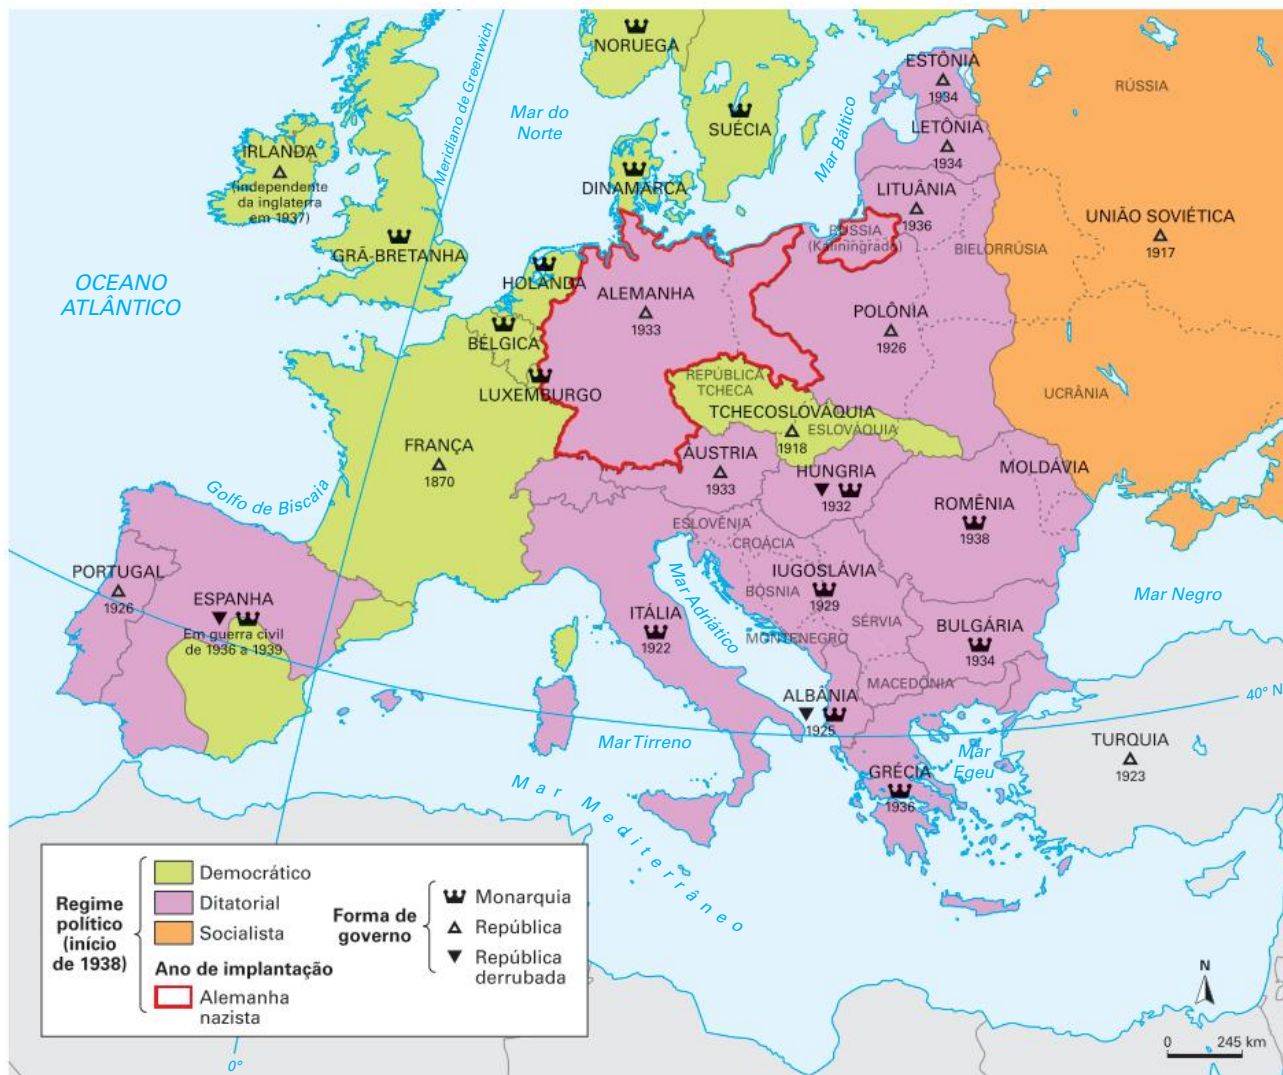 NORUEGA
SUÉCIA
ESTÔNIA
1934
LETÔNIA
1934
LITUÂNIA
1936
RÚSSIA
(Kaliningrado)
RÚSSIA
UNIÃO SOVIÉTICA
1917
BIELORRÚSIA
UCRÂNIA
Meridiano de Greenwich
Mar do
Norte
Mar Báltico
IRLANDA
(independente
da inglaterra
em 1937)
GRÃ-BRETANHA
DINAMARCA
OCEANO
ATLÂNTICO
HOLANDA
BÉLGICA
LUXEMBURGO
ALEMANHA
1933
POLÔNIA
1926
REPÚBLICA
TCHECA
TCHECOSLOVÁQUIA
ESLOVÁQUIA
1918
FRANÇA
1870
ÁUSTRIA
1933
HUNGRIA
1932
MOLDÁVIA
ROMÊNIA
1938
Golfo de Biscaia
ESLOVÊNIA
CROÁCIA
IUGOSLÁVIA
1929
BÓSNIA
SÉRVIA
MONTENEGRO
MACEDÔNIA
BULGÁRIA
1934
Mar Negro
PORTUGAL
1926
ESPANHA
Em guerra civil
de 1936 a 1939
ITÁLIA
1922
Mar Adriático
ALBÂNIA
1925
Mar Tirreno
GRÉCIA
1936
Mar
Egeu
TURQUIA
1923
40º N
Mar Mediterrâneo
Regime
político
(início
de 1938)
Democrático
Ditatorial
Socialista
Ano de implantação
Alemanha
nazista
Forma de
governo
Monarquia
República
República
derrubada
0º
N
0 245 km